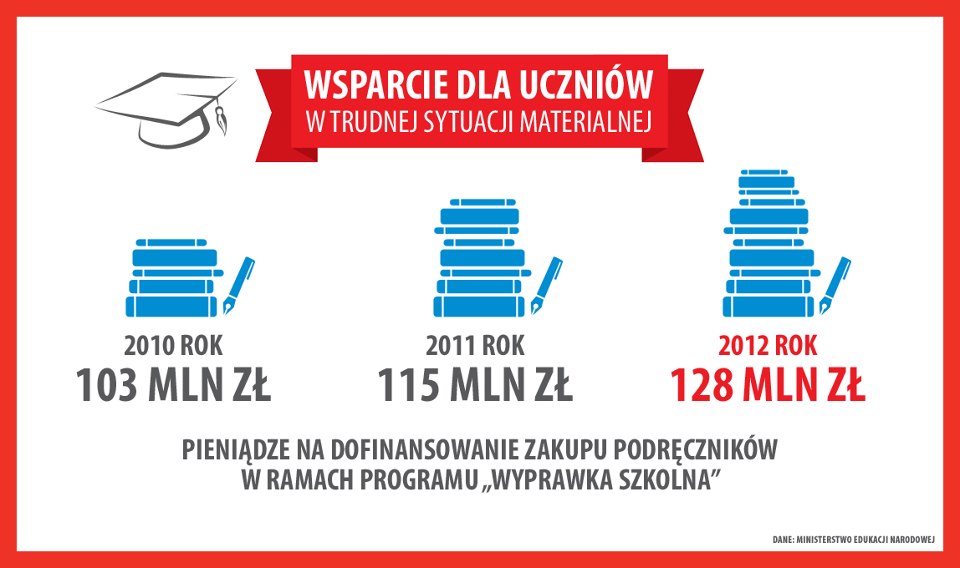 WSPARCIE DLA UCZNIÓW
W TRUDNEJ SYTUACJI MATERIALNEJ
2010 ROK
103 MLN ZŁ
2011 ROK
115 MLN ZŁ
2012 ROK
128 MLN ZŁ
PIENIĄDZE NA DOFINANSOWANIE ZAKUPU PODRĘCZNIKÓW
W RAMACH PROGRAMU „WYPRAWKA SZKOLNA”
DANE: MINISTERSTWO EDUKACJI NARODOWEJ